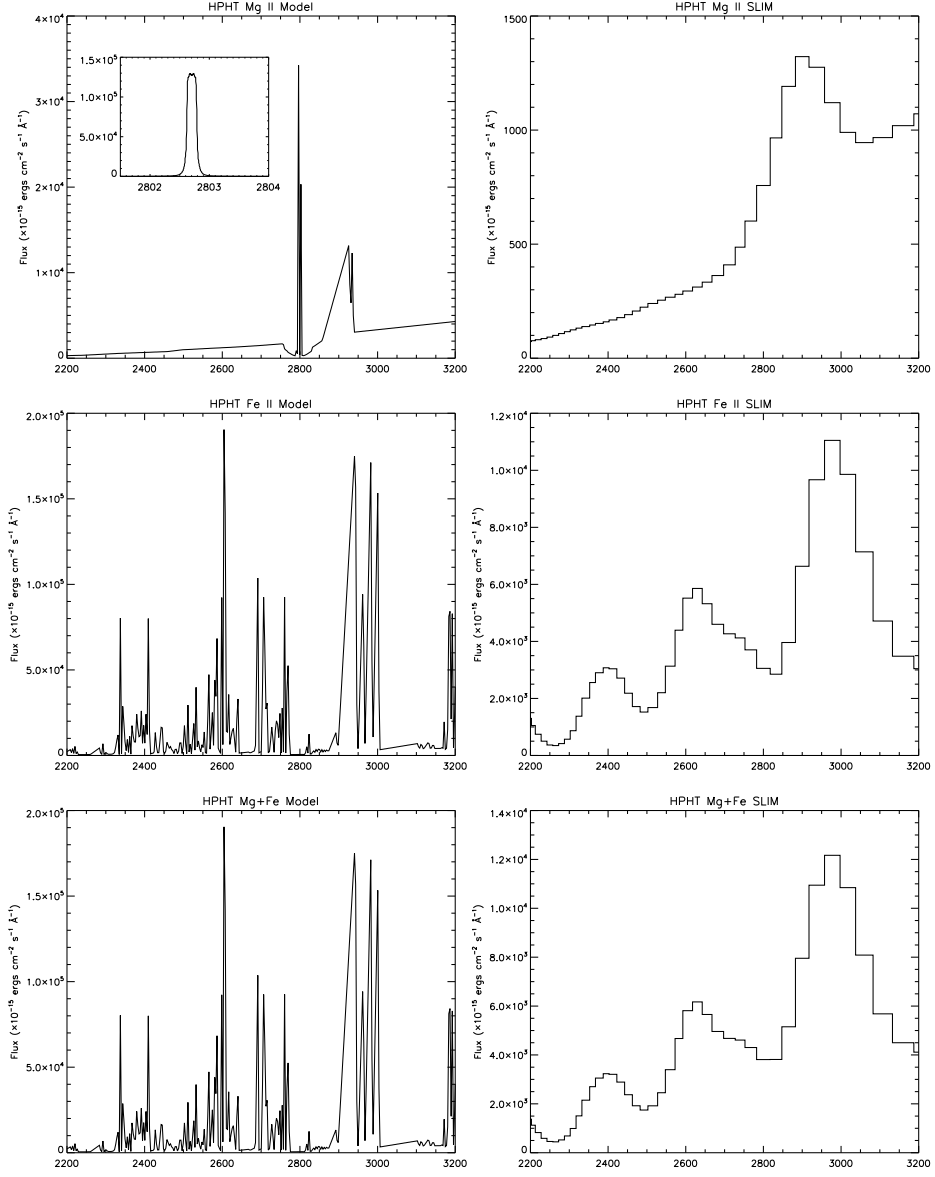 HPHT Mg II Model
4×10⁴
3×10⁴
2×10⁴
1×10⁴
0
Flux (×10⁻¹⁵ ergs cm⁻² s⁻¹ Å⁻¹)
1.5×10⁵
1.0×10⁵
5.0×10⁴
0
2802 2803 2804
2200 2400 2600 2800 3000 3200
HPHT Mg II SLIM
1500
1000
500
0
Flux (×10⁻¹⁵ ergs cm⁻² s⁻¹ Å⁻¹)
2200 2400 2600 2800 3000 3200
HPHT Fe II Model
2.0×10⁵
1.5×10⁵
1.0×10⁵
5.0×10⁴
0
Flux (×10⁻¹⁵ ergs cm⁻² s⁻¹ Å⁻¹)
2200 2400 2600 2800 3000 3200
HPHT Fe II SLIM
1.2×10⁴
1.0×10⁴
8.0×10³
6.0×10³
4.0×10³
2.0×10³
0
Flux (×10⁻¹⁵ ergs cm⁻² s⁻¹ Å⁻¹)
2200 2400 2600 2800 3000 3200
HPHT Mg+Fe Model
2.0×10⁵
1.5×10⁵
1.0×10⁵
5.0×10⁴
0
Flux (×10⁻¹⁵ ergs cm⁻² s⁻¹ Å⁻¹)
2200 2400 2600 2800 3000 3200
HPHT Mg+Fe SLIM
1.4×10⁴
1.2×10⁴
1.0×10⁴
8.0×10³
6.0×10³
4.0×10³
2.0×10³
0
Flux (×10⁻¹⁵ ergs cm⁻² s⁻¹ Å⁻¹)
2200 2400 2600 2800 3000 3200